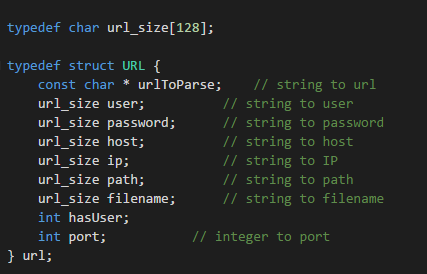 typedef char url_size[128];
typedef struct URL {
const char * urlToParse; // string to url
url_size user; // string to user
url_size password; // string to password
url_size host; // string to host
url_size ip; // string to IP
url_size path; // string to path
url_size filename; // string to filename
int hasUser;
int port; // integer to port
} url;